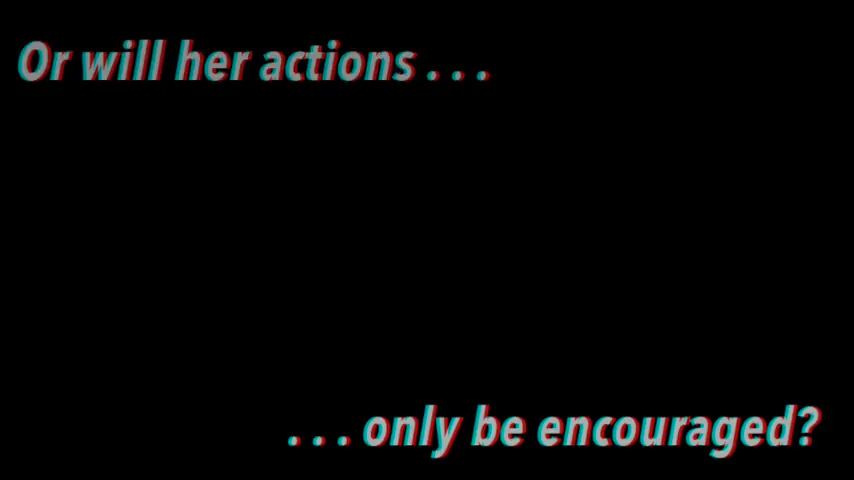 Or will her actions . . .
. . . only be encouraged?